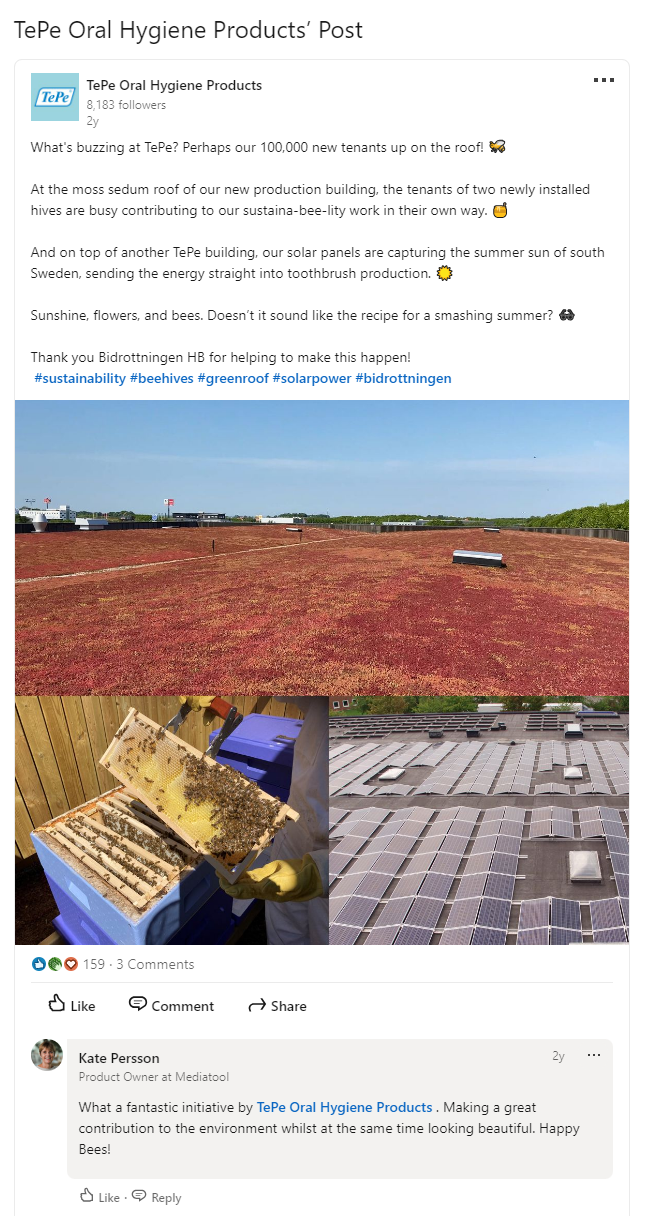 TePe Oral Hygiene Products’ Post
TePe
TePe Oral Hygiene Products
8,183 followers
2y
What's buzzing at TePe? Perhaps our 100,000 new tenants up on the roof! 🐝
At the moss sedum roof of our new production building, the tenants of two newly installed
hives are busy contributing to our sustaina-bee-lity work in their own way. 🍯
And on top of another TePe building, our solar panels are capturing the summer sun of south
Sweden, sending the energy straight into toothbrush production. ☀️
Sunshine, flowers, and bees. Doesn’t it sound like the recipe for a smashing summer? 🕶️
Thank you Bidrottningen HB for helping to make this happen!
#sustainability #beehives #greenroof #solarpower #bidrottningen
159 · 3 Comments
Like Comment Share
Kate Persson 2y
Product Owner at Mediatool
What a fantastic initiative by TePe Oral Hygiene Products . Making a great
contribution to the environment whilst at the same time looking beautiful. Happy
Bees!
Like · Reply